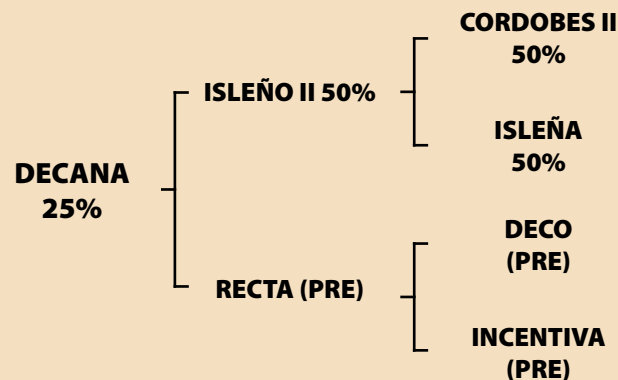 DECANA
25%
ISLEÑO II 50%
RECTA (PRE)
CORDOBES II
50%
ISLEÑA
50%
DECO
(PRE)
INCENTIVA
(PRE)